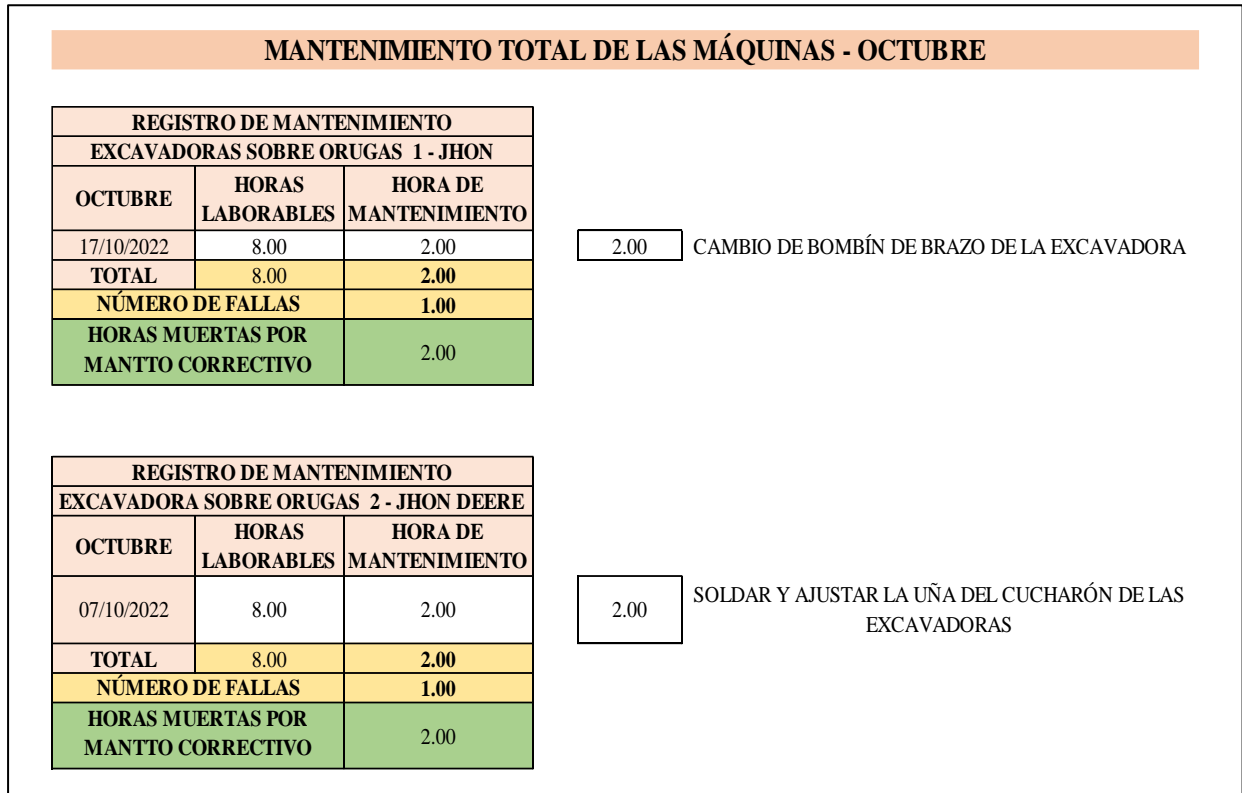 MANTENIMIENTO TOTAL DE LAS MÁQUINAS - OCTUBRE
REGISTRO DE MANTENIMIENTO
EXCAVADORAS SOBRE ORUGAS 1 - JHON
OCTUBRE
HORAS
LABORABLES
HORA DE
MANTENIMIENTO
17/10/2022 8.00 2.00
2.00 CAMBIO DE BOMBÍN DE BRAZO DE LA EXCAVADORA
TOTAL 8.00 2.00
NÚMERO DE FALLAS 1.00
HORAS MUERTAS POR
MANTTO CORRECTIVO
2.00
REGISTRO DE MANTENIMIENTO
EXCAVADORA SOBRE ORUGAS 2 - JHON DEERE
OCTUBRE
HORAS
LABORABLES
HORA DE
MANTENIMIENTO
07/10/2022 8.00 2.00
2.00
SOLDAR Y AJUSTAR LA UÑA DEL CUCHARÓN DE LAS
EXCAVADORAS
TOTAL 8.00 2.00
NÚMERO DE FALLAS 1.00
HORAS MUERTAS POR
MANTTO CORRECTIVO
2.00